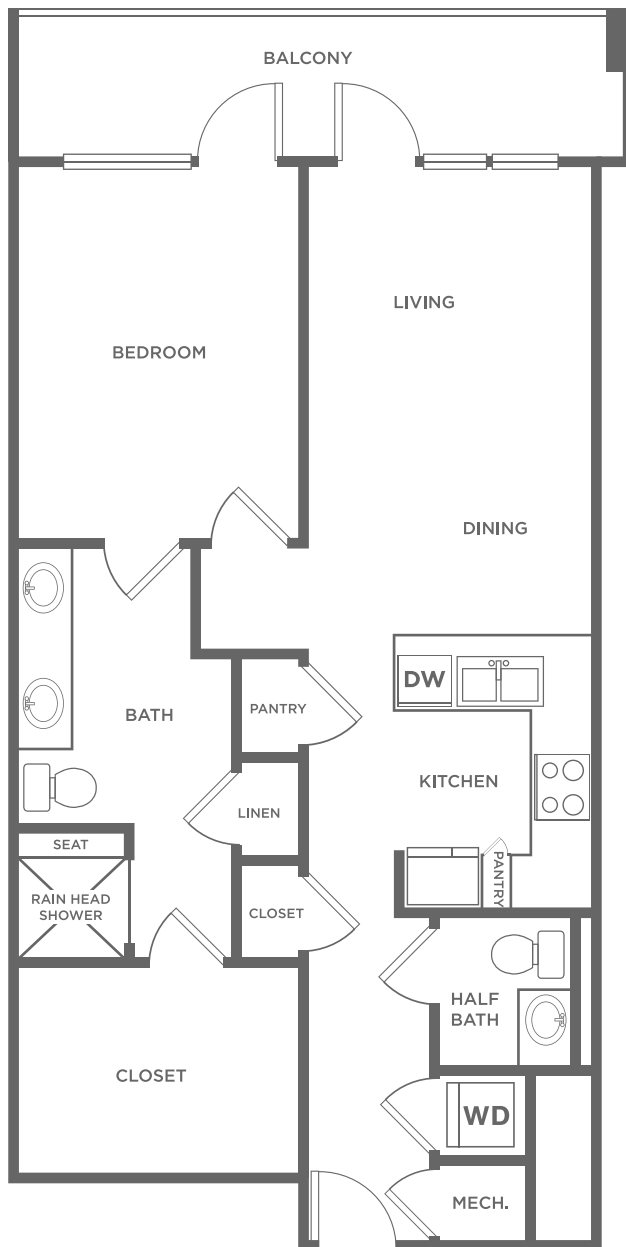 BALCONY
LIVING
BEDROOM
DINING
DW
PANTRY
BATH
KITCHEN
LINEN
SEAT
PANTRY
RAIN HEAD
SHOWER
CLOSET
HALF
BATH
CLOSET
WD
MECH.